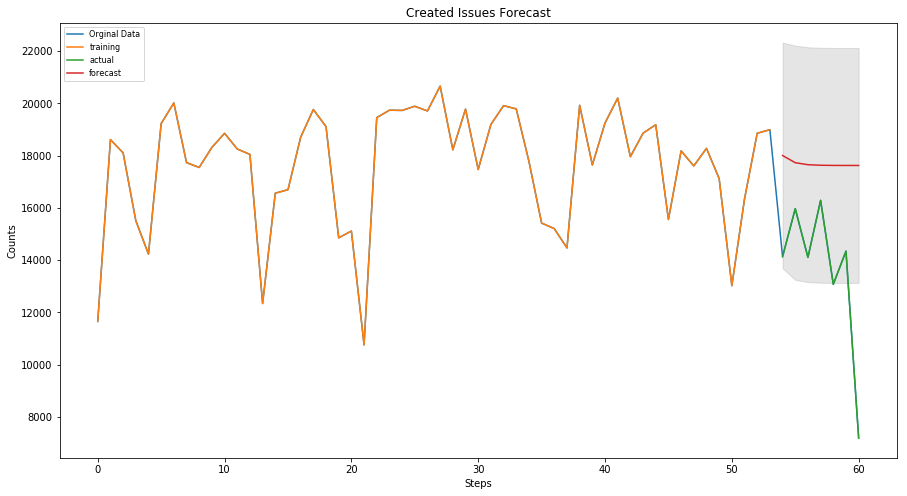 Created Issues Forecast
Orginal Data
training
actual
forecast
Counts
22000
20000
18000
16000
14000
12000
10000
8000
0 10 20 30 40 50 60
Steps